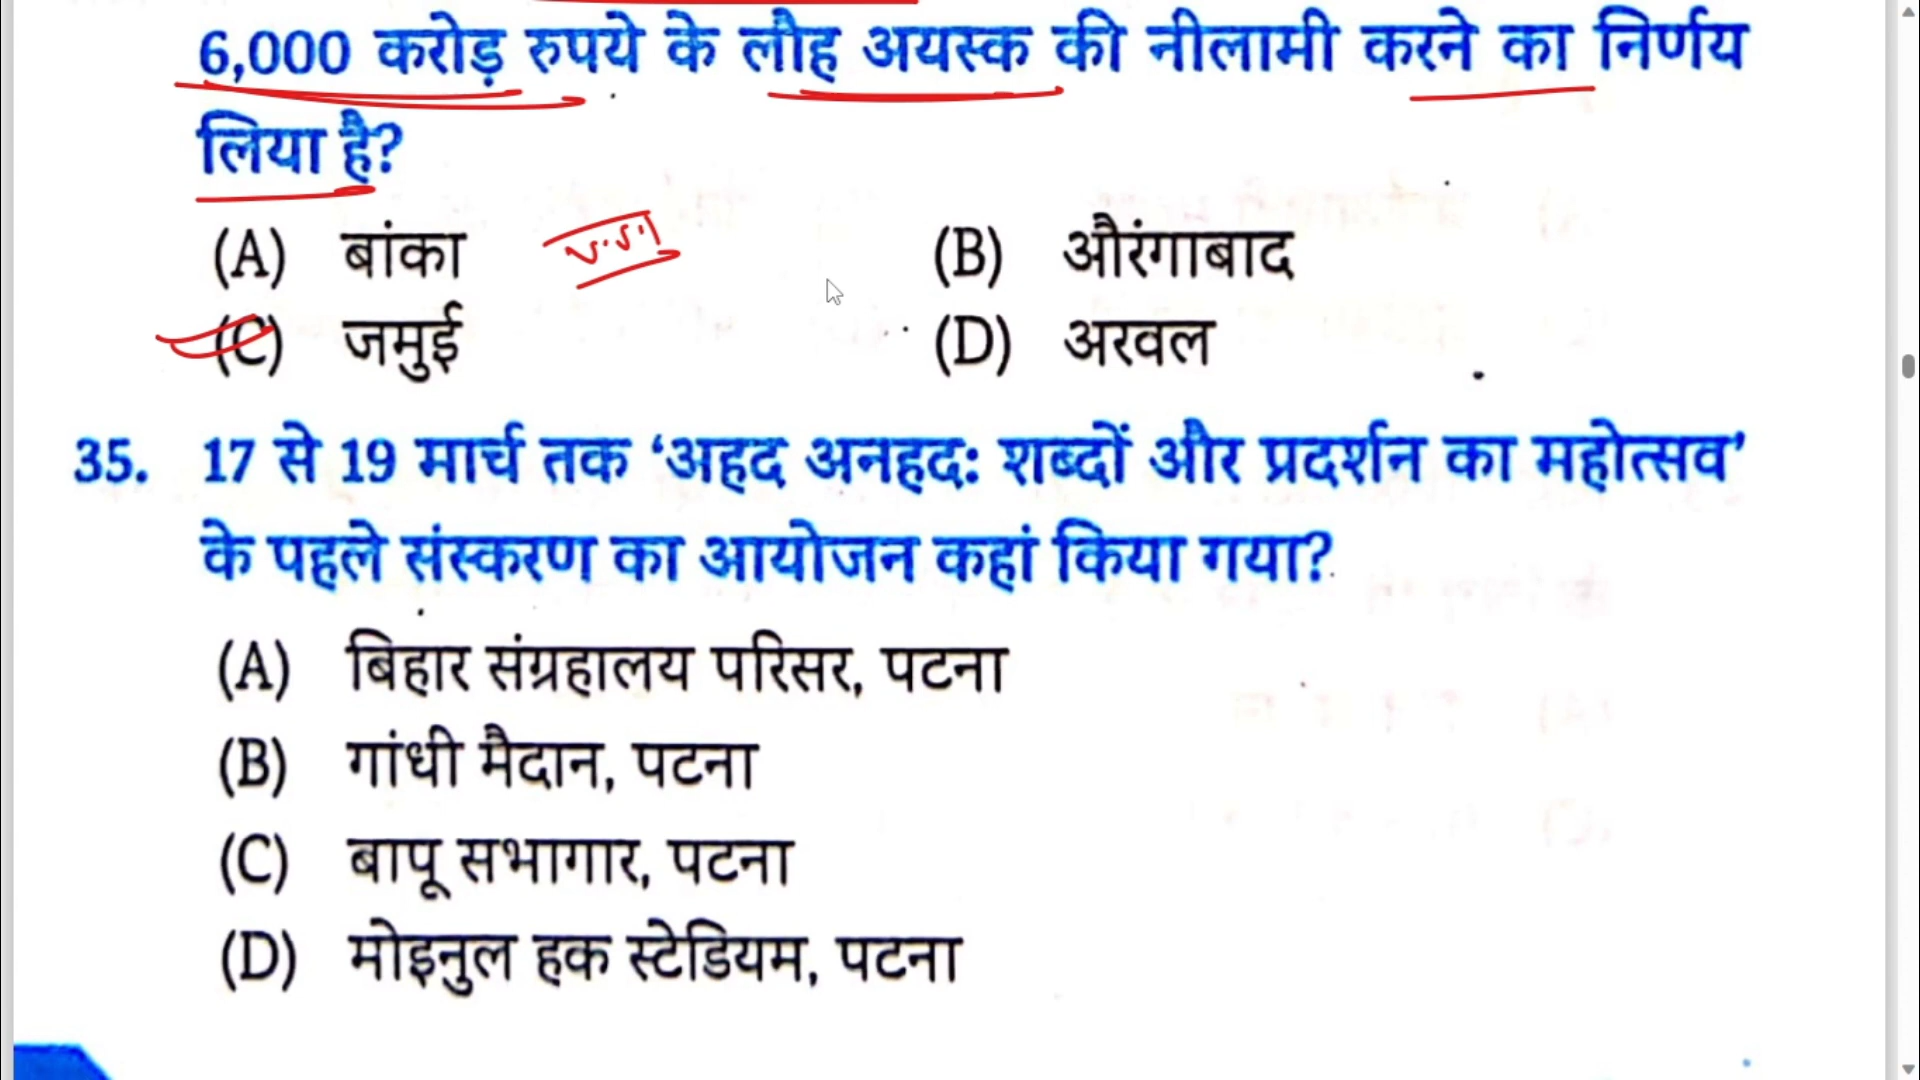 6,000 करोड़ रुपये के लौह अयस्क की नीलामी करने का निर्णय
लिया है?
(A) बांका
(B) औरंगाबाद
(C) जमुई
(D) अरवल
35. 17 से 19 मार्च तक ‘अहद अनहद: शब्दों और प्रदर्शन का महोत्सव’
के पहले संस्करण का आयोजन कहां किया गया?
(A) बिहार संग्रहालय परिसर, पटना
(B) गांधी मैदान, पटना
(C) बापू सभागार, पटना
(D) मोइनुल हक स्टेडियम, पटना